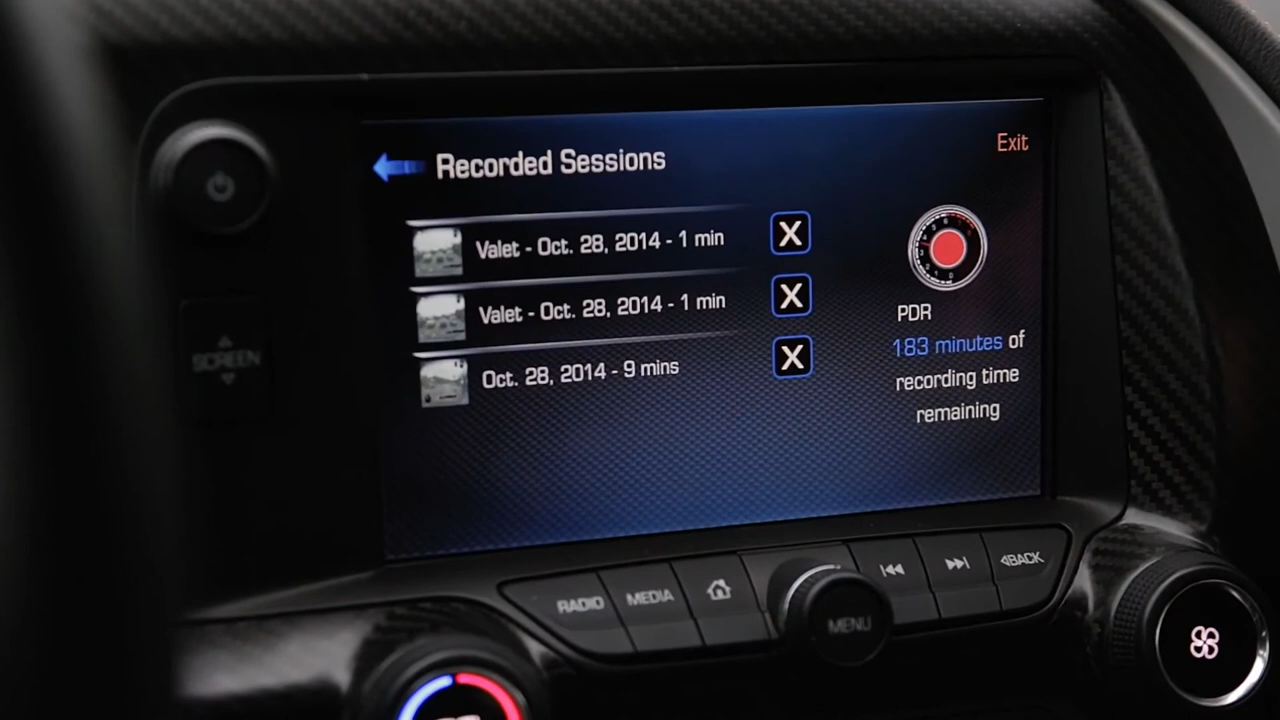 Recorded Sessions
Exit
Valet - Oct. 28, 2014 - 1 min
X
Valet - Oct. 28, 2014 - 1 min
X
Oct. 28, 2014 - 9 mins
X
PDR
183 minutes of
recording time
remaining
SCREEN
RADIO
MEDIA
MENU
BACK